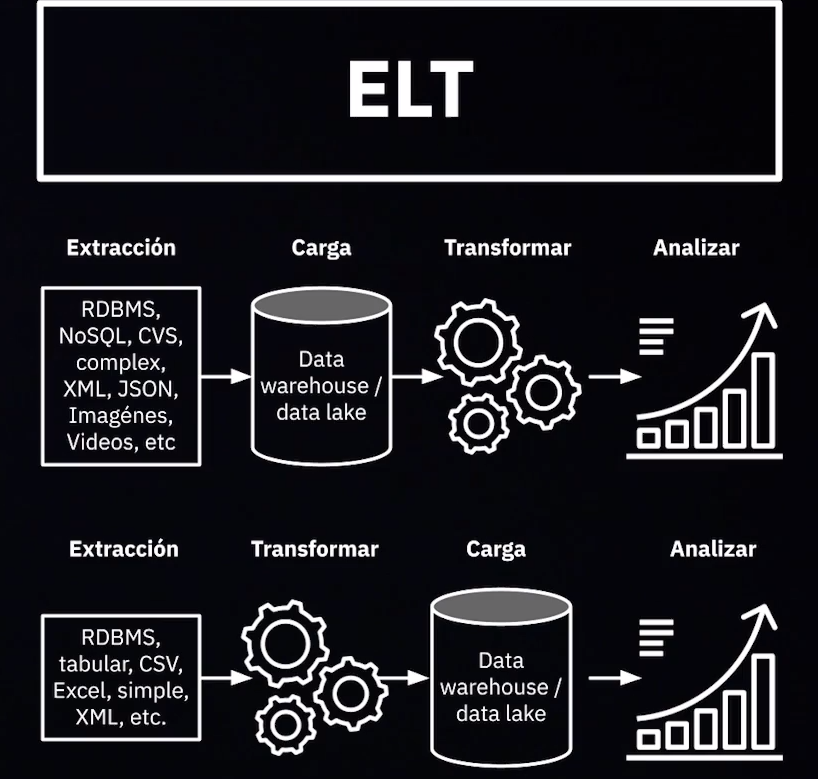 ELT
Extracción
Carga
Transformar
Analizar
RDBMS,
NoSQL, CVS,
complex,
XML, JSON,
Imagénes,
Videos, etc
Data
warehouse /
data lake
Extracción
Transformar
Carga
Analizar
RDBMS,
tabular, CSV,
Excel, simple,
XML, etc.
Data
warehouse /
data lake